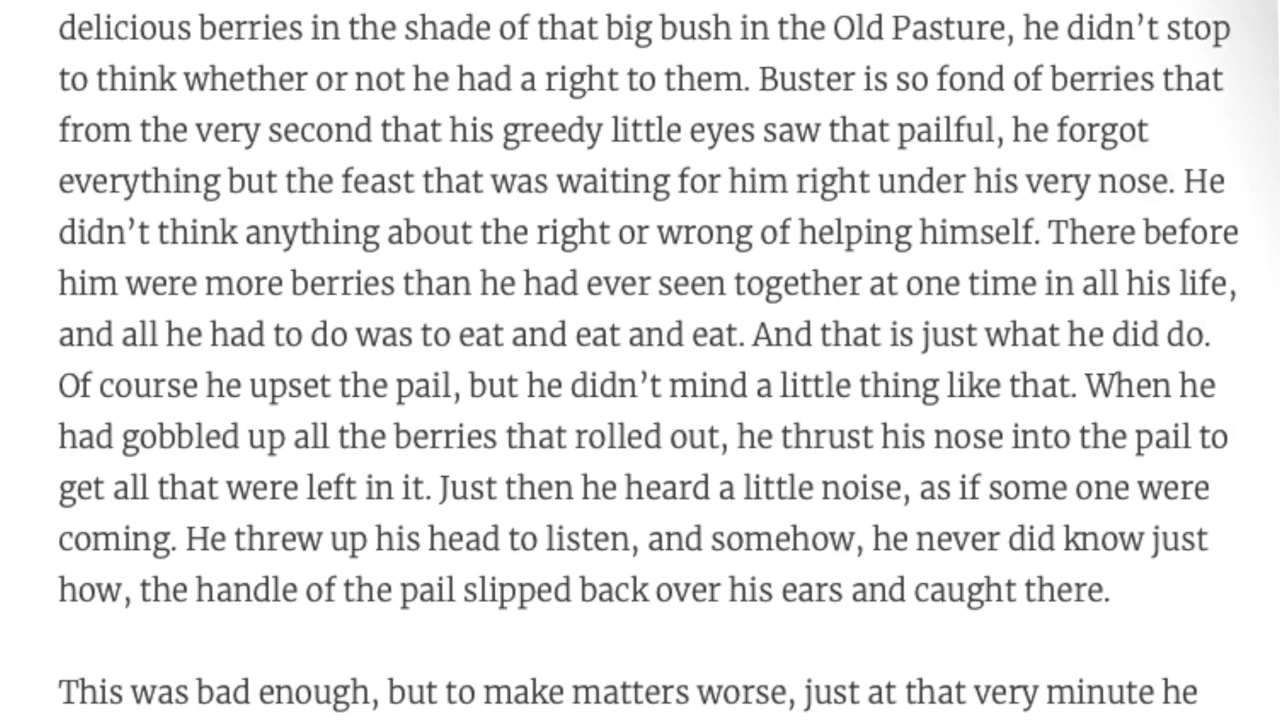 delicious berries in the shade of that big bush in the Old Pasture, he didn’t stop
to think whether or not he had a right to them. Buster is so fond of berries that
from the very second that his greedy little eyes saw that pailful, he forgot
everything but the feast that was waiting for him right under his very nose. He
didn’t think anything about the right or wrong of helping himself. There before
him were more berries than he had ever seen together at one time in all his life,
and all he had to do was to eat and eat and eat. And that is just what he did do.
Of course he upset the pail, but he didn’t mind a little thing like that. When he
had gobbled up all the berries that rolled out, he thrust his nose into the pail to
get all that were left in it. Just then he heard a little noise, as if some one were
coming. He threw up his head to listen, and somehow, he never did know just
how, the handle of the pail slipped back over his ears and caught there.
This was bad enough, but to make matters worse, just at that very minute he